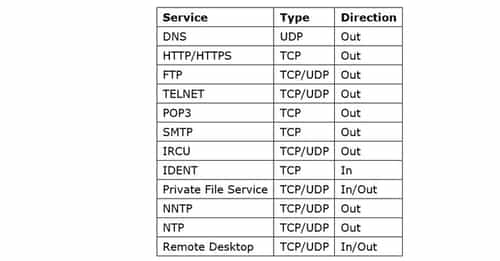 Service Type Direction
DNS UDP Out
HTTP/HTTPS TCP Out
FTP TCP/UDP Out
TELNET TCP/UDP Out
POP3 TCP Out
SMTP TCP Out
IRCU TCP/UDP Out
IDENT TCP In
Private File Service TCP/UDP In/Out
NNTP TCP/UDP Out
NTP TCP/UDP Out
Remote Desktop TCP/UDP In/Out